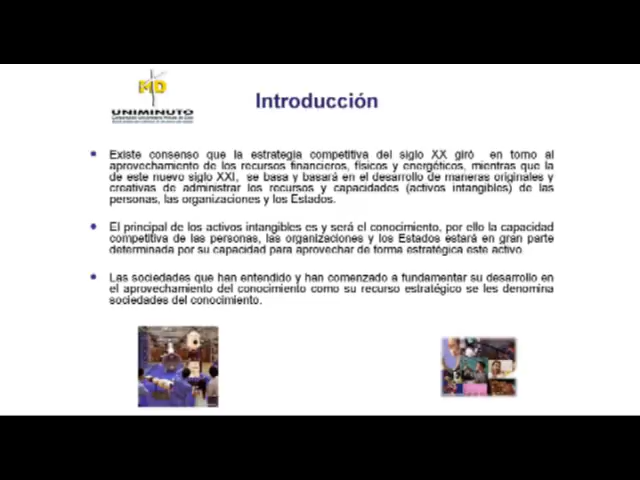 MD
UNIMINUTO
Corporación Universitaria Minuto de Dios
Introducción
Existe consenso que la estrategia competitiva del siglo XX giró en torno al
aprovechamiento de los recursos financieros, físicos y energéticos, mientras que la
de este nuevo siglo XXI, se basa y basará en el desarrollo de maneras originales y
creativas de administrar los recursos y capacidades (activos intangibles) de las
personas, las organizaciones y los Estados.
El principal de los activos intangibles es y será el conocimiento, por ello la capacidad
competitiva de las personas, las organizaciones y los Estados estará en gran parte
determinada por su capacidad para aprovechar de forma estratégica este activo.
Las sociedades que han entendido y han comenzado a fundamentar su desarrollo en
el aprovechamiento del conocimiento como su recurso estratégico se les denomina
sociedades del conocimiento.